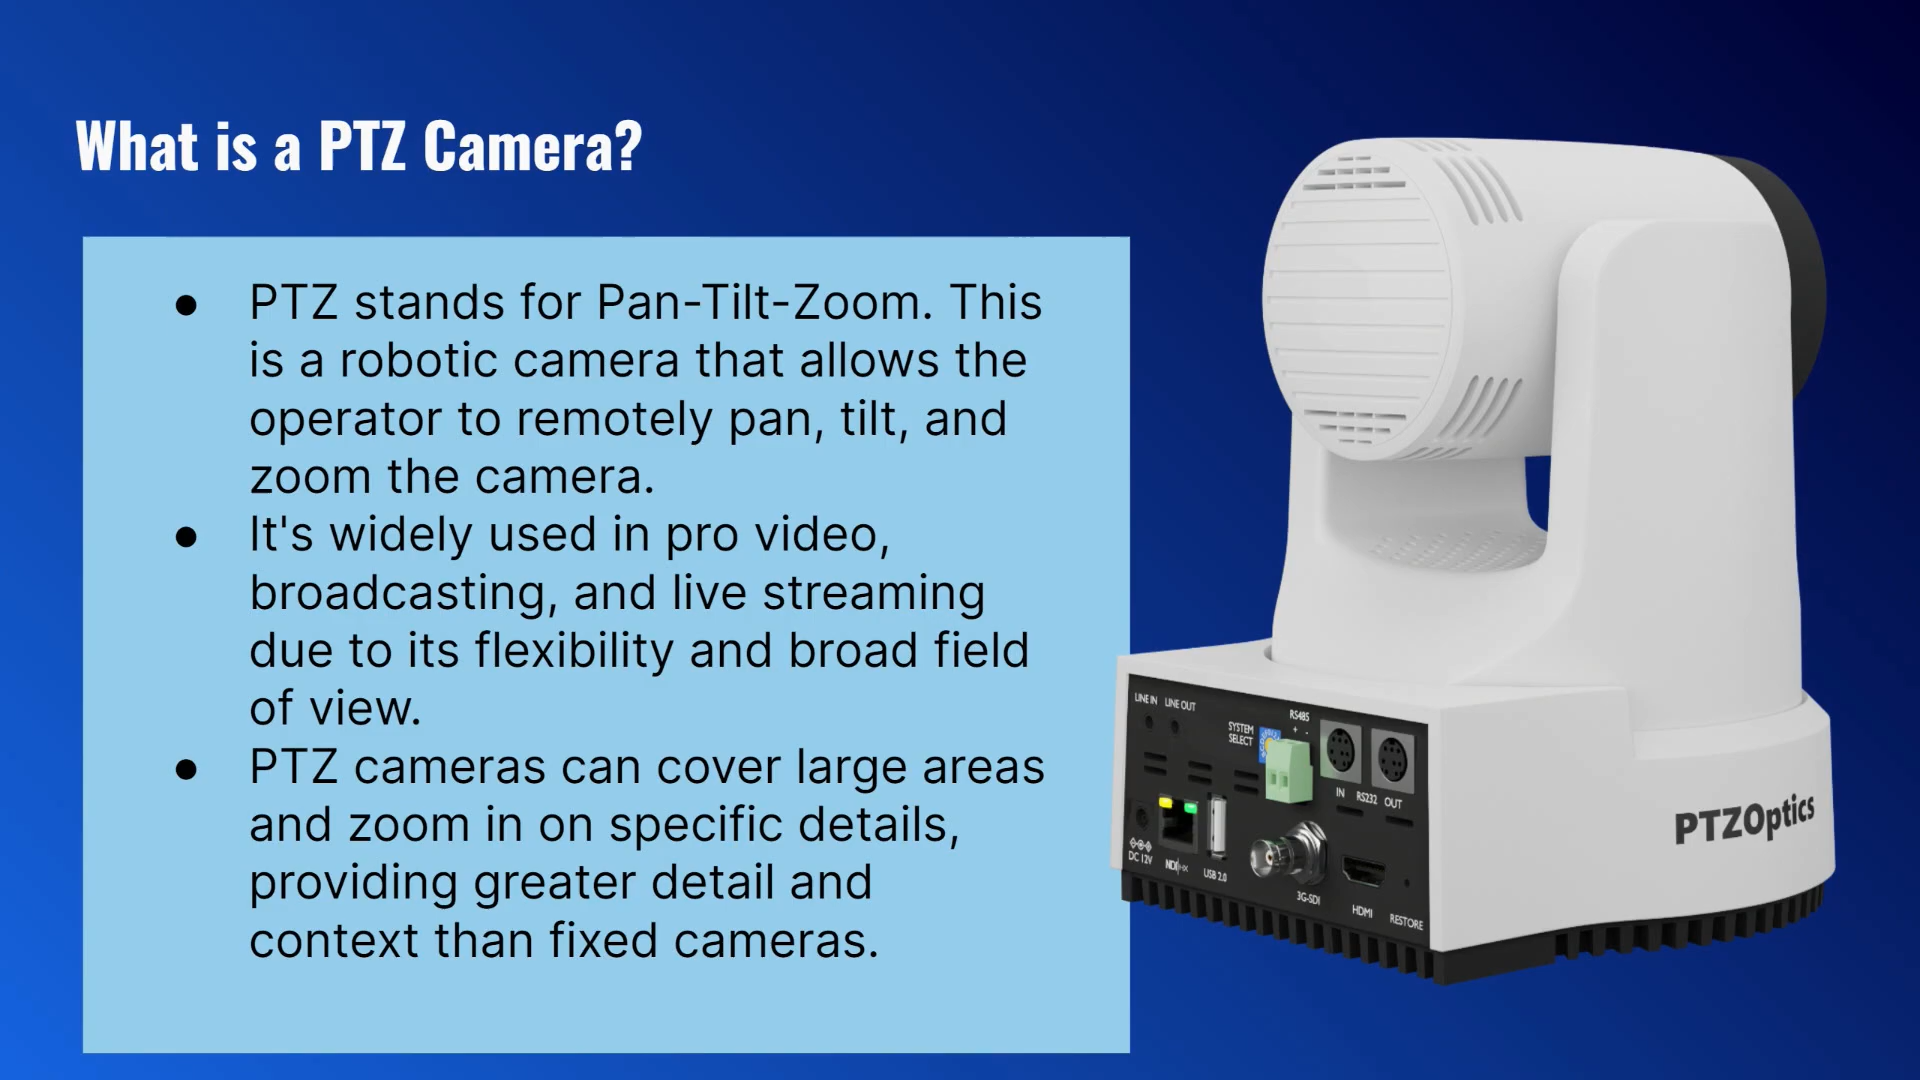 What is a PTZ Camera?
● PTZ stands for Pan-Tilt-Zoom. This
is a robotic camera that allows the
operator to remotely pan, tilt, and
zoom the camera.
● It's widely used in pro video,
broadcasting, and live streaming
due to its flexibility and broad field
of view.
● PTZ cameras can cover large areas
and zoom in on specific details,
providing greater detail and
context than fixed cameras.
LINE IN LINE OUT
SYSTEM
SELECT
RS485
+ -
IN RS232 OUT
DC 12V
NDI|HX
USB 2.0
3G-SDI
HDMI
RESTORE
PTZOptics